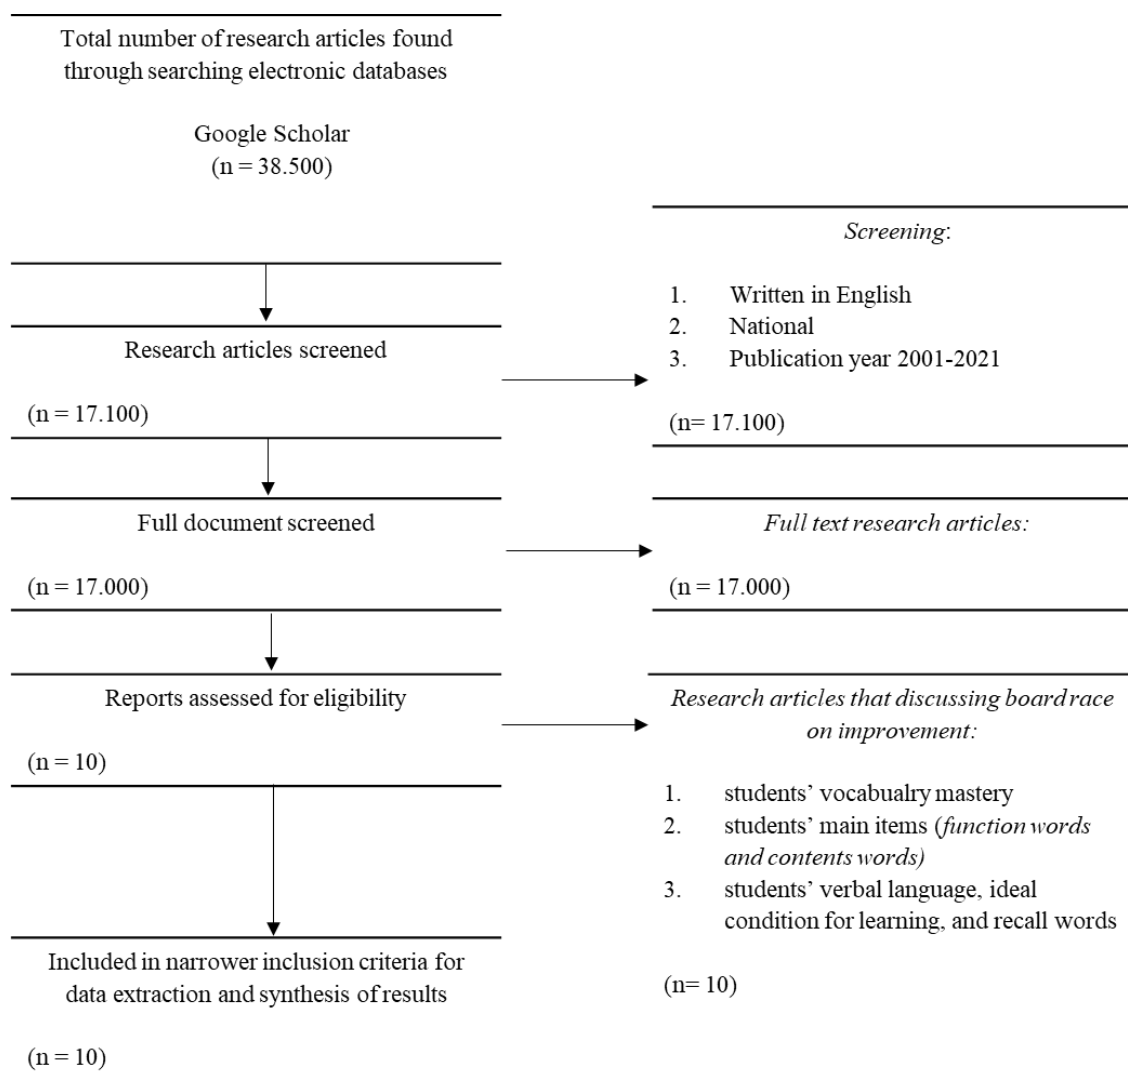 Total number of research articles found
through searching electronic databases
Google Scholar
(n = 38.500)
Screening:
1. Written in English
2. National
3. Publication year 2001-2021
(n= 17.100)
Research articles screened
(n = 17.100)
Full document screened
(n = 17.000)
Full text research articles:
(n = 17.000)
Reports assessed for eligibility
(n = 10)
Research articles that discussing board race
on improvement:
1. students’ vocabualry mastery
2. students’ main items (function words
and contents words)
3. students’ verbal language, ideal
condition for learning, and recall words
(n= 10)
Included in narrower inclusion criteria for
data extraction and synthesis of results
(n = 10)